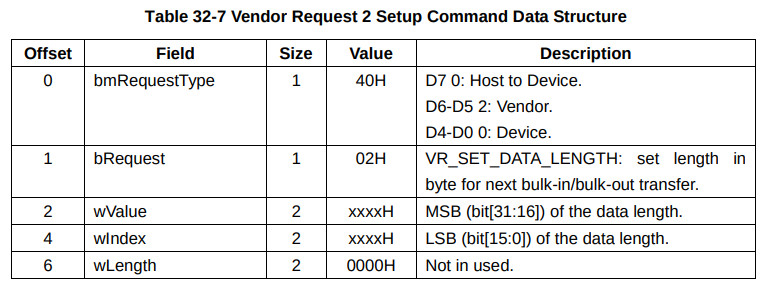 Table 32-7 Vendor Request 2 Setup Command Data Structure
Offset Field Size Value Description
0 bmRequestType 1 40H D7 0: Host to Device.
D6-D5 2: Vendor.
D4-D0 0: Device.
1 bRequest 1 02H VR_SET_DATA_LENGTH: set length in
byte for next bulk-in/bulk-out transfer.
2 wValue 2 xxxxH MSB (bit[31:16]) of the data length.
4 wIndex 2 xxxxH LSB (bit[15:0]) of the data length.
6 wLength 2 0000H Not in used.